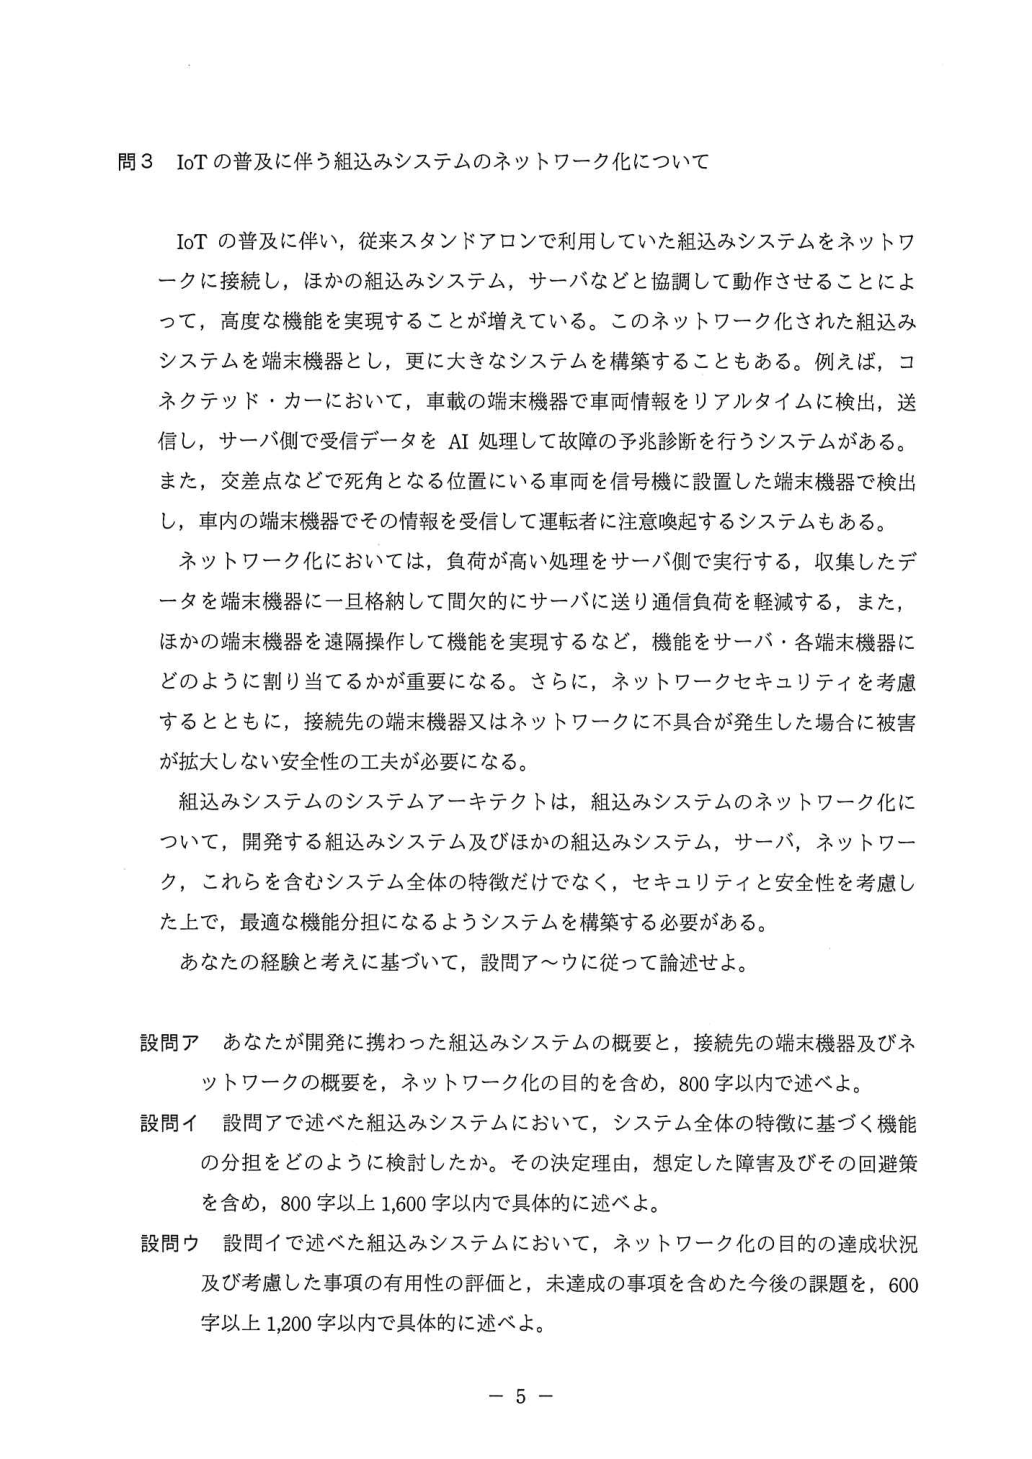 問3 IoT の普及に伴う組込みシステムのネットワーク化について
IoT の普及に伴い，従来スタンドアロンで利用していた組込みシステムをネットワ
ークに接続し，ほかの組込みシステム，サーバなどと協調して動作させることによ
って，高度な機能を実現することが増えている。このネットワーク化された組込み
システムを端末機器とし，更に大きなシステムを構築することもある。例えば，コ
ネクテッド・カーにおいて，車載の端末機器で車両情報をリアルタイムに検出，送
信し，サーバ側で受信データを AI 処理して故障の予兆診断を行うシステムがある。
また，交差点などで死角となる位置にいる車両を信号機に設置した端末機器で検出
し，車内の端末機器でその情報を受信して運転者に注意喚起するシステムもある。
ネットワーク化においては，負荷が高い処理をサーバ側で実行する，収集したデ
ータを端末機器に一旦格納して間欠的にサーバに送り通信負荷を軽減する，また，
ほかの端末機器を遠隔操作して機能を実現するなど，機能をサーバ・各端末機器に
どのように割り当てるかが重要になる。さらに，ネットワークセキュリティを考慮
するとともに，接続先の端末機器又はネットワークに不具合が発生した場合に被害
が拡大しない安全性の工夫が必要になる。
組込みシステムのシステムアーキテクトは，組込みシステムのネットワーク化に
ついて，開発する組込みシステム及びほかの組込みシステム，サーバ，ネットワー
ク，これらを含むシステム全体の特徴だけでなく，セキュリティと安全性を考慮し
た上で，最適な機能分担になるようシステムを構築する必要がある。
あなたの経験と考えに基づいて，設問ア～ウに従って論述せよ。
設問ア あなたが開発に携わった組込みシステムの概要と，接続先の端末機器及びネ
ットワークの概要を，ネットワーク化の目的を含め，800 字以内で述べよ。
設問イ 設問アで述べた組込みシステムにおいて，システム全体の特徴に基づく機能
の分担をどのように検討したか。その決定理由，想定した障害及びその回避策
を含め，800 字以上 1,600 字以内で具体的に述べよ。
設問ウ 設問イで述べた組込みシステムにおいて，ネットワーク化の目的の達成状況
及び考慮した事項の有用性の評価と，未達成の事項を含めた今後の課題を，600
字以上 1,200 字以内で具体的に述べよ。
－ 5 －